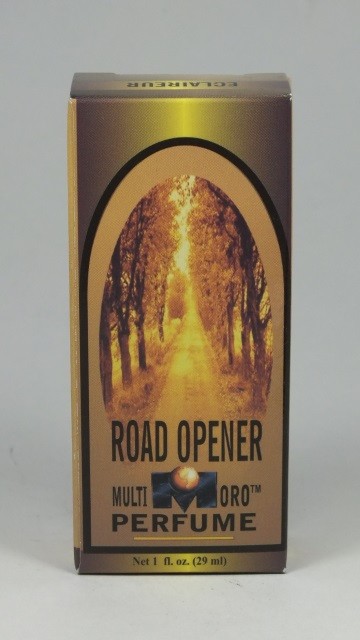 ECLAIREUR
ROAD OPENER
MULTI M ORO™
PERFUME
Net 1 fl. oz. (29 ml)